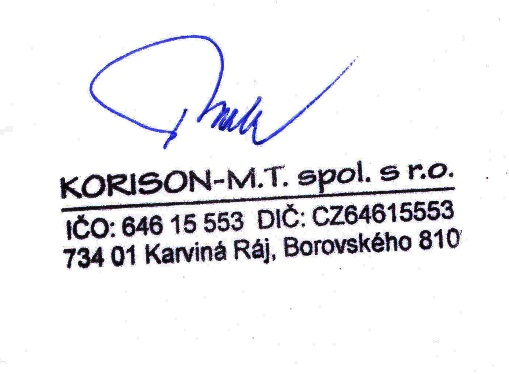 KORISON-M.T. spol. s r.o.
IČO: 646 15 553 DIČ: CZ64615553
734 01 Karviná Ráj, Borovského 810